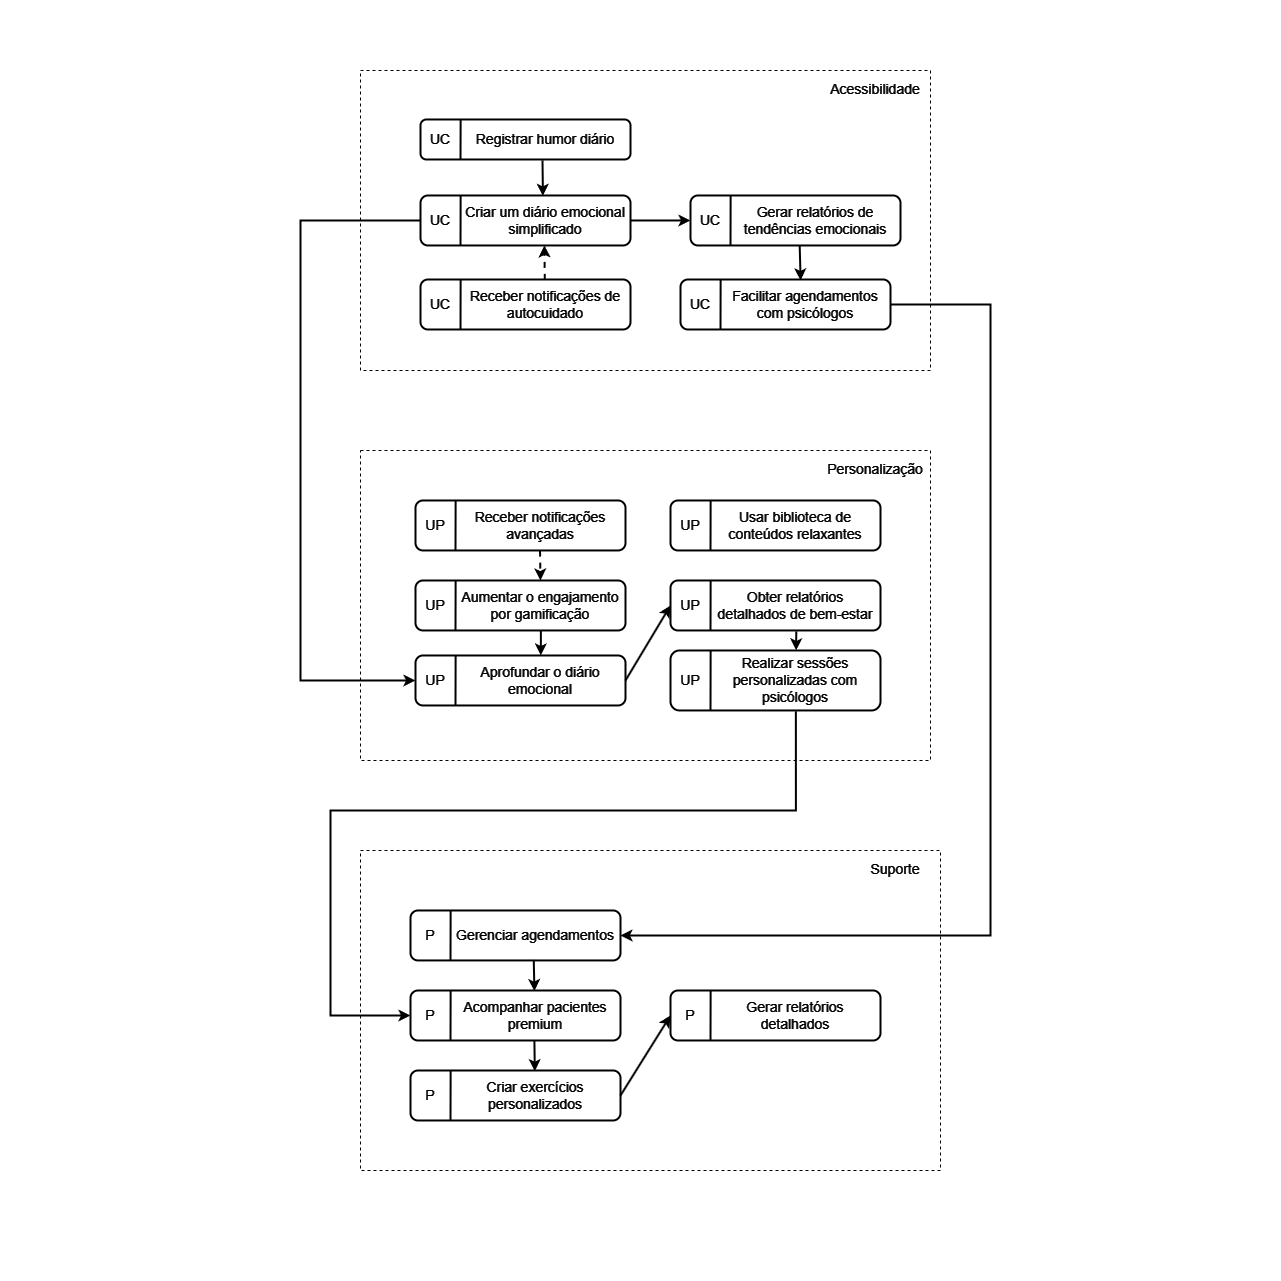 Acessibilidade
UC
Registrar humor diário
UC
Criar um diário emocional
simplificado
UC
Gerar relatórios de
tendências emocionais
UC
Receber notificações de
autocuidado
UC
Facilitar agendamentos
com psicólogos
Personalização
UP
Receber notificações
avançadas
UP
Usar biblioteca de
conteúdos relaxantes
UP
Aumentar o engajamento
por gamificação
UP
Obter relatórios
detalhados de bem-estar
UP
Aprofundar o diário
emocional
UP
Realizar sessões
personalizadas com
psicólogos
Suporte
P
Gerenciar agendamentos
P
Acompanhar pacientes
premium
P
Gerar relatórios
detalhados
P
Criar exercícios
personalizados